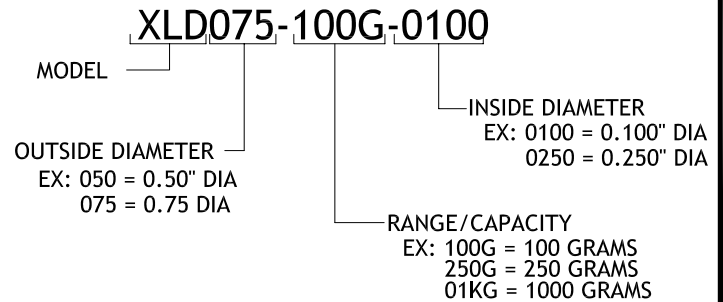 XLD075-100G-0100
MODEL
INSIDE DIAMETER
EX: 0100 = 0.100" DIA
0250 = 0.250" DIA
OUTSIDE DIAMETER
EX: 050 = 0.50" DIA
075 = 0.75 DIA
RANGE/CAPACITY
EX: 100G = 100 GRAMS
250G = 250 GRAMS
01KG = 1000 GRAMS